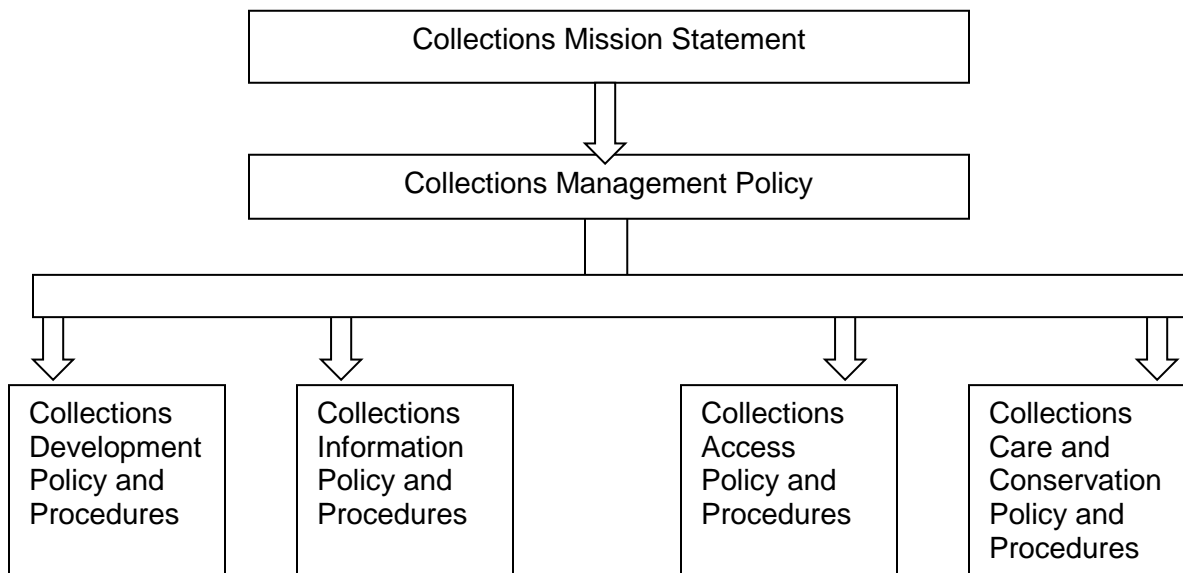 Collections Mission Statement
Collections Management Policy
Collections
Development
Policy and
Procedures
Collections
Information
Policy and
Procedures
Collections
Access
Policy and
Procedures
Collections
Care and
Conservation
Policy and
Procedures